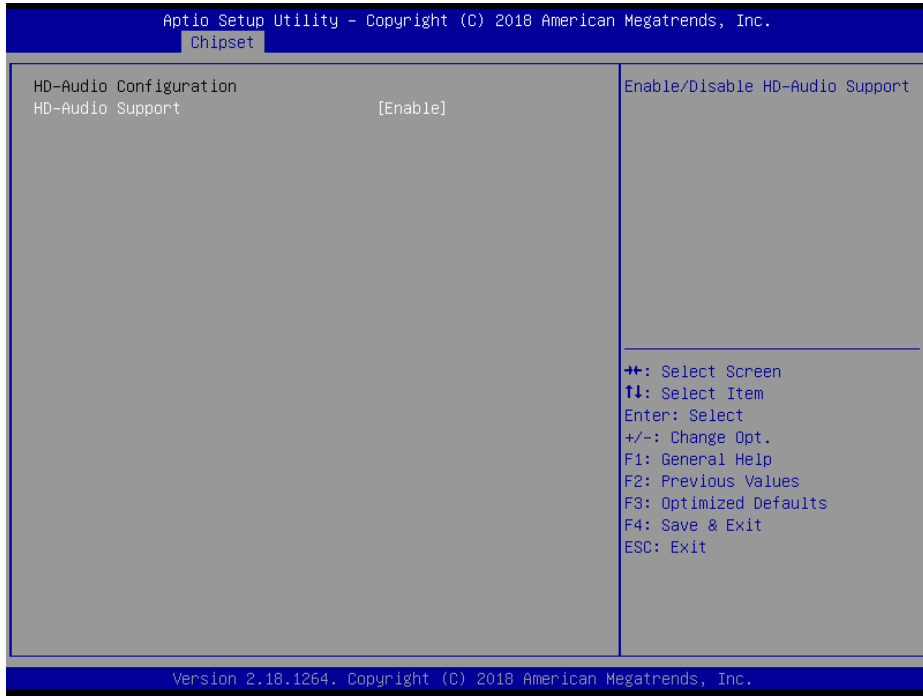 Aptio Setup Utility – Copyright (C) 2018 American Megatrends, Inc.
Chipset
HD-Audio Configuration
HD-Audio Support [Enable]
Enable/Disable HD-Audio Support
→←: Select Screen
↑↓: Select Item
Enter: Select
+/-: Change Opt.
F1: General Help
F2: Previous Values
F3: Optimized Defaults
F4: Save & Exit
ESC: Exit
Version 2.18.1264. Copyright (C) 2018 American Megatrends, Inc.